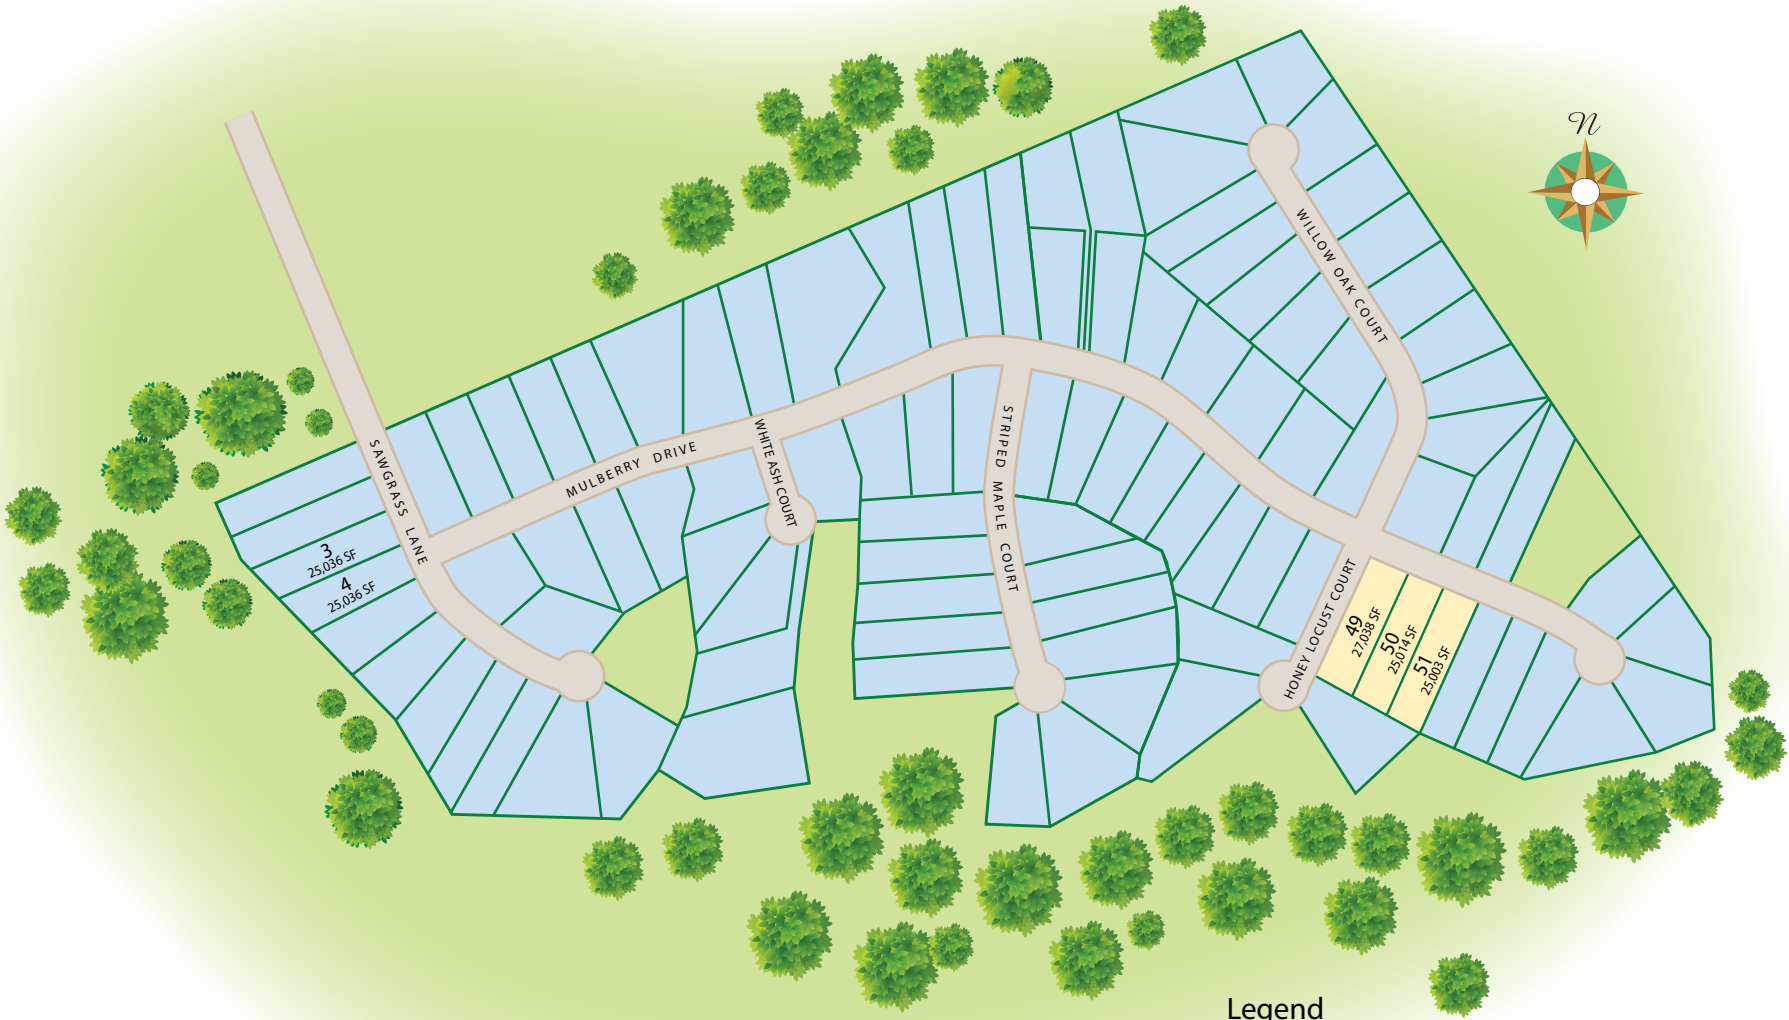 N
WILLOW OAK COURT
STRIPED MAPLE COURT
WHITE ASH COURT
MULBERRY DRIVE
SAWGRASS LANE
3
25,036 SF
4
25,036 SF
HONEY LOCUST COURT
49
27,038 SF
50
25,014 SF
51
25,003 SF
Legend